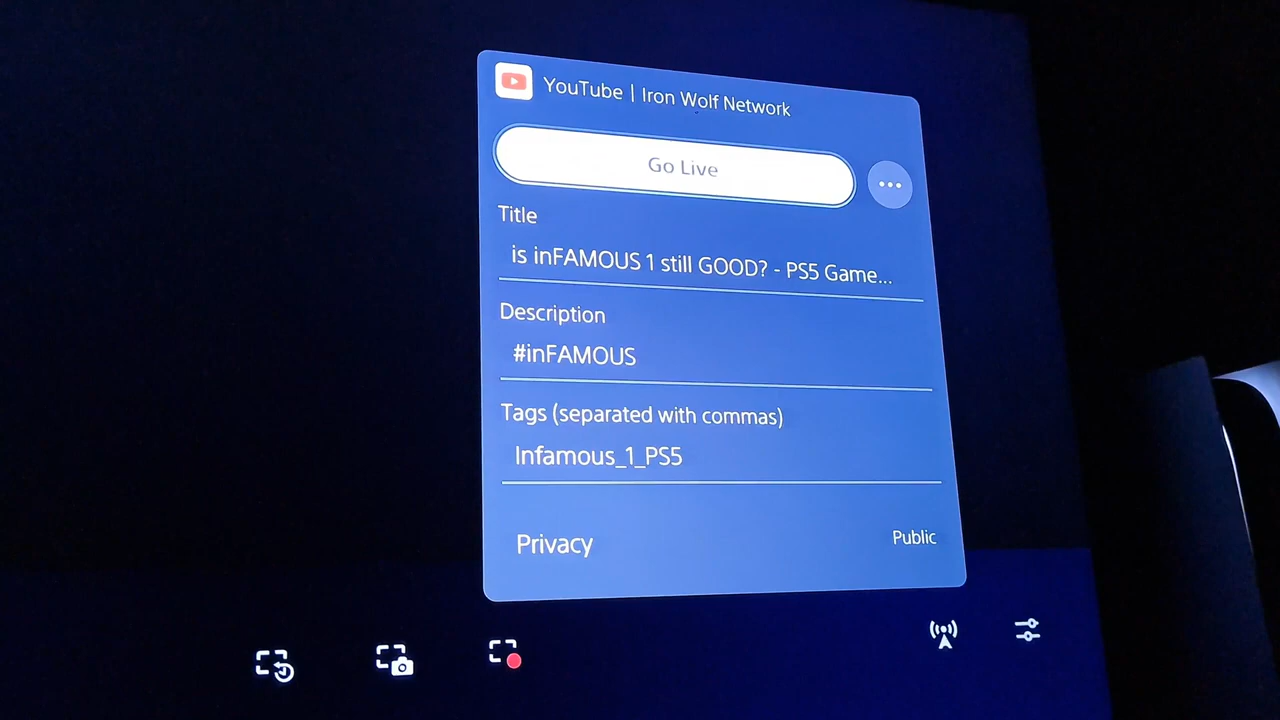 YouTube | Iron Wolf Network
Go Live
Title
is inFAMOUS 1 still GOOD? - PS5 Game...
Description
#inFAMOUS
Tags (separated with commas)
Infamous_1_PS5
Privacy
Public